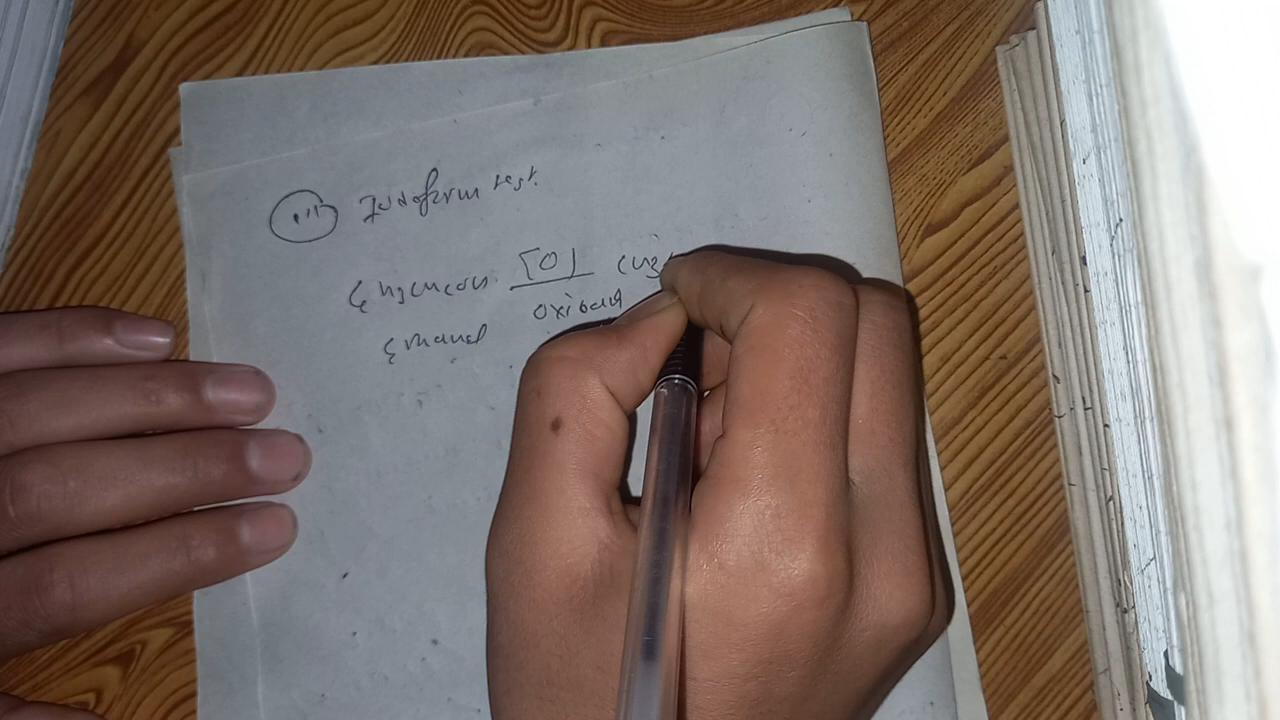 (iii) Iodoform test.
CH3CH2OH [O] CH3
Ethanol oxidation